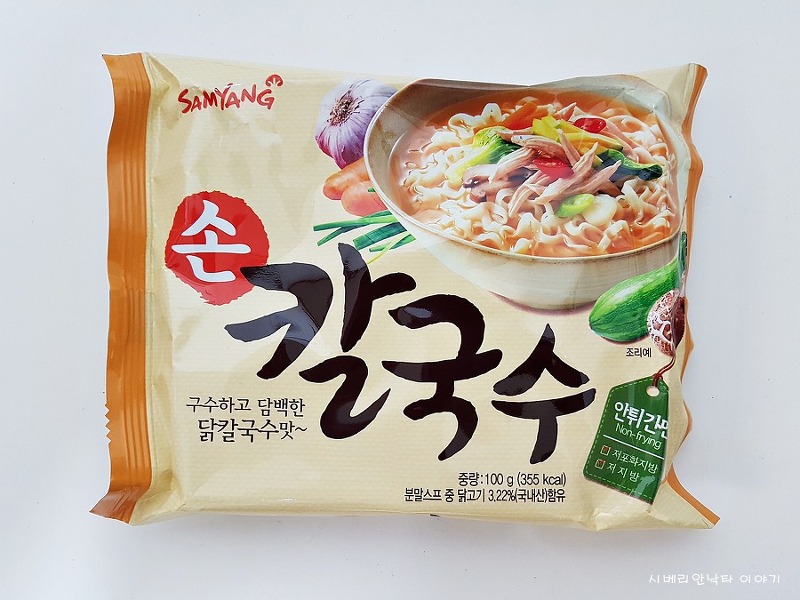 SAMYANG
손
칼국수
구수하고 담백한
닭칼국수맛~
조리예
안튀긴면
Non-frying
저포화지방
저지방
중량:100 g (355 kcal)
분말스프 중 닭고기 3.22%(국내산)함유
시베리안낙타 이야기